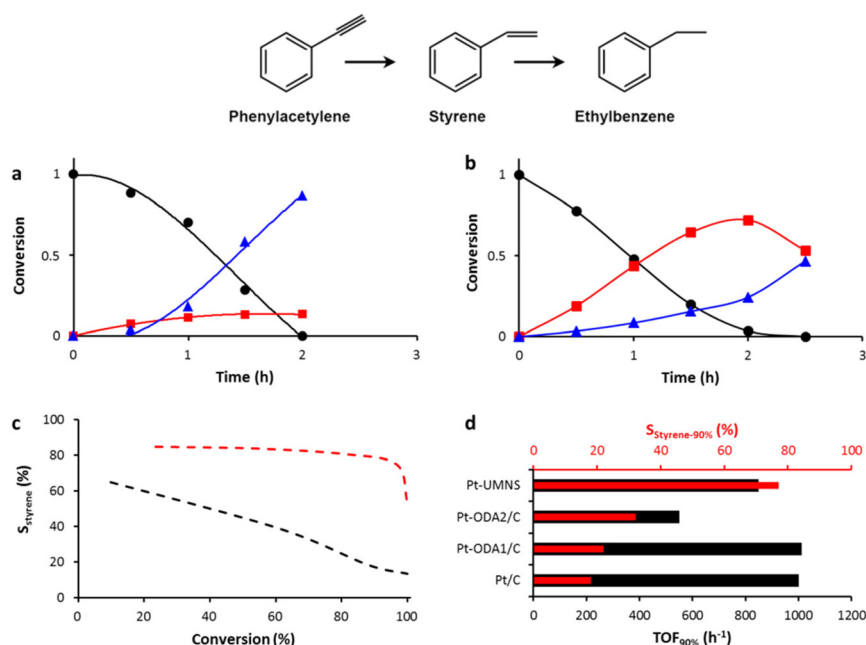 Phenylacetylene Styrene Ethylbenzene
a
1
0.5
0
Conversion
0 1 2 3
Time (h)
b
1
0.5
0
Conversion
0 1 2 3
Time (h)
c
100
80
60
40
20
0
S_styrene (%)
0 20 40 60 80 100
Conversion (%)
d
S_Styrene-90% (%)
0 20 40 60 80 100 120
Pt-UMNS
Pt-ODA2/C
Pt-ODA1/C
Pt/C
0 200 400 600 800 1000 1200
TOF_90% (h⁻¹)